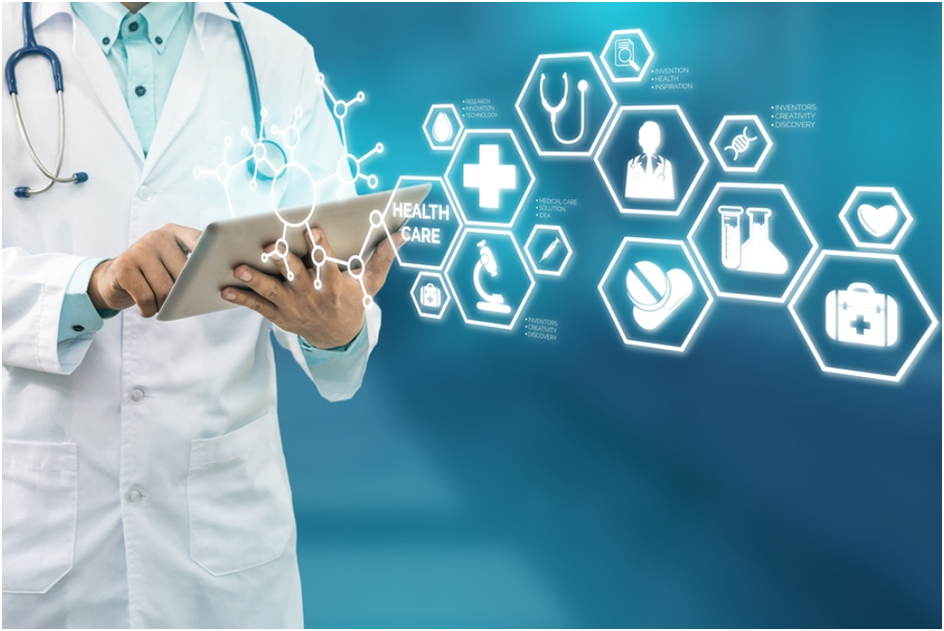 INVENTION
HEALTH
INSPIRATION
RESEARCH
INNOVATION
TECHNOLOGY
INVENTORS
CREATIVITY
DISCOVERY
HEALTH
CARE
MEDICAL CARE
SOLUTION
IDEA
INVENTORS
CREATIVITY
DISCOVERY